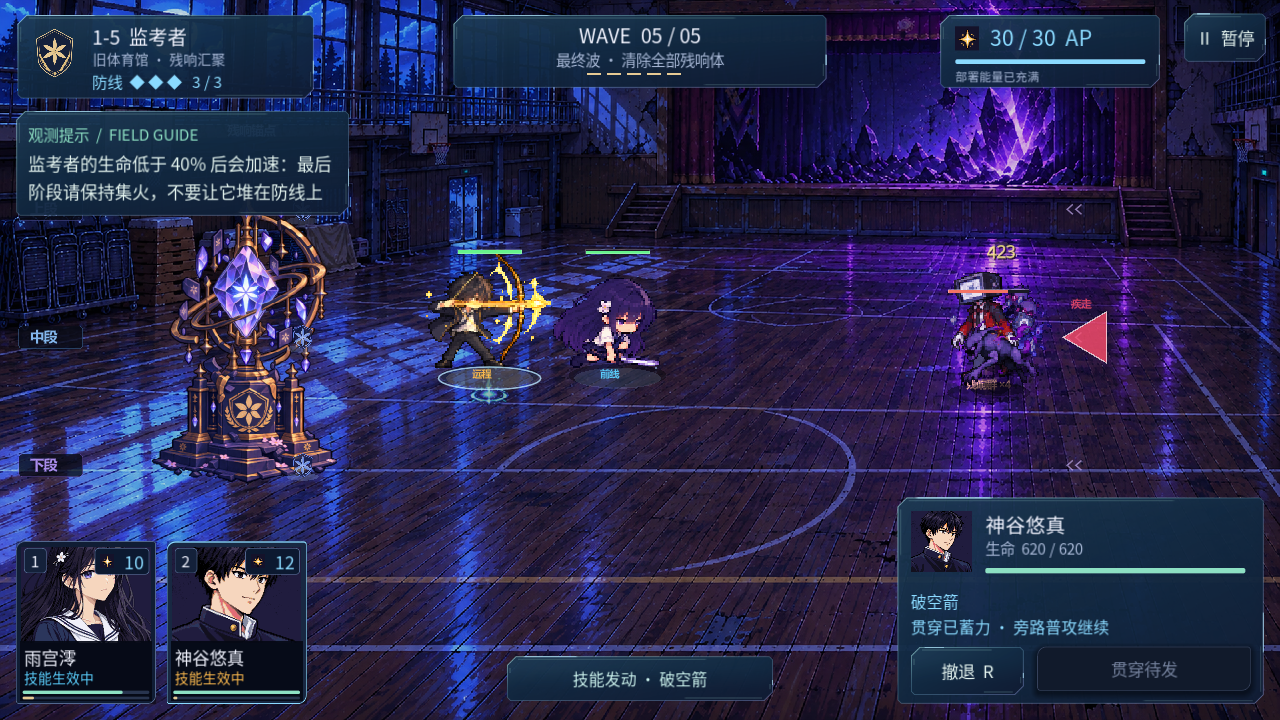 1-5 监考者
旧体育馆 · 残响汇聚
防线 3 / 3
WAVE 05 / 05
最终波 · 清除全部残响体
30 / 30 AP
部署能量已充满
暂停
观测提示 / FIELD GUIDE
监考者的生命低于 40% 后会加速：最后
阶段请保持集火，不要让它堆在防线上
423
疾走
中段
远程
前线
下段
1
10
雨宫澪
技能生效中
2
12
神谷悠真
技能生效中
技能发动 · 破空箭
神谷悠真
生命 620 / 620
破空箭
贯穿已蓄力 · 旁路普攻继续
撤退 R
贯穿待发